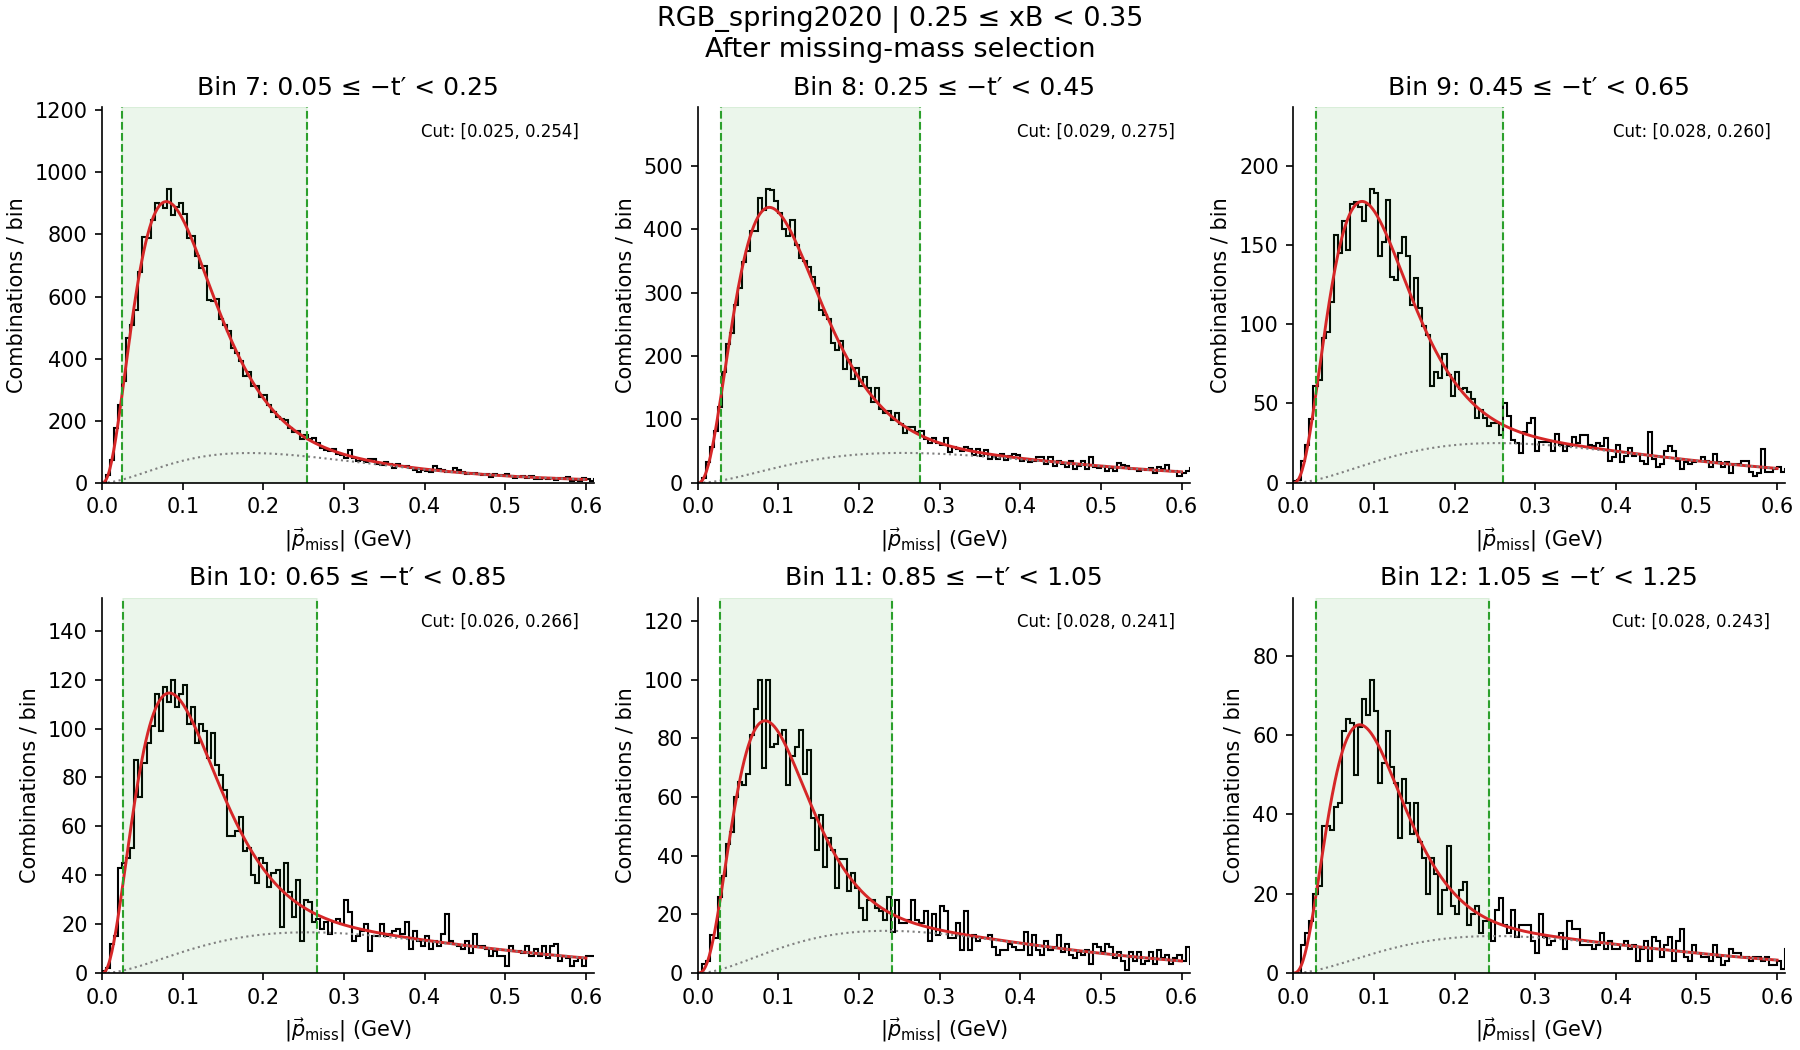 RGB_spring2020 | 0.25 ≤ xB < 0.35
After missing-mass selection
Bin 7: 0.05 ≤ −t′ < 0.25
Cut: [0.025, 0.254]
Combinations / bin
1200
1000
800
600
400
200
0
0.0 0.1 0.2 0.3 0.4 0.5 0.6
|p⃗miss| (GeV)
Bin 8: 0.25 ≤ −t′ < 0.45
Cut: [0.029, 0.275]
Combinations / bin
500
400
300
200
100
0
0.0 0.1 0.2 0.3 0.4 0.5 0.6
|p⃗miss| (GeV)
Bin 9: 0.45 ≤ −t′ < 0.65
Cut: [0.028, 0.260]
Combinations / bin
200
150
100
50
0
0.0 0.1 0.2 0.3 0.4 0.5 0.6
|p⃗miss| (GeV)
Bin 10: 0.65 ≤ −t′ < 0.85
Cut: [0.026, 0.266]
Combinations / bin
140
120
100
80
60
40
20
0
0.0 0.1 0.2 0.3 0.4 0.5 0.6
|p⃗miss| (GeV)
Bin 11: 0.85 ≤ −t′ < 1.05
Cut: [0.028, 0.241]
Combinations / bin
120
100
80
60
40
20
0
0.0 0.1 0.2 0.3 0.4 0.5 0.6
|p⃗miss| (GeV)
Bin 12: 1.05 ≤ −t′ < 1.25
Cut: [0.028, 0.243]
Combinations / bin
80
60
40
20
0
0.0 0.1 0.2 0.3 0.4 0.5 0.6
|p⃗miss| (GeV)